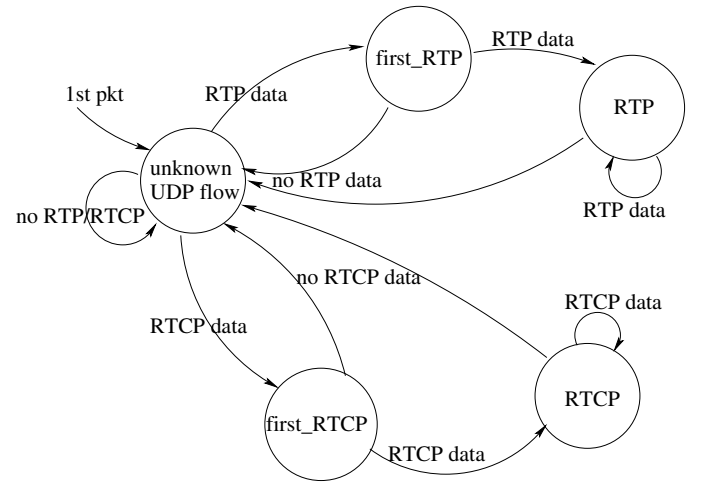 RTP data
first_RTP
1st pkt
RTP data
RTP
unknown
UDP flow
no RTP data
no RTP/RTCP
RTP data
no RTCP data
RTCP data
RTCP data
RTCP
first_RTCP
RTCP data